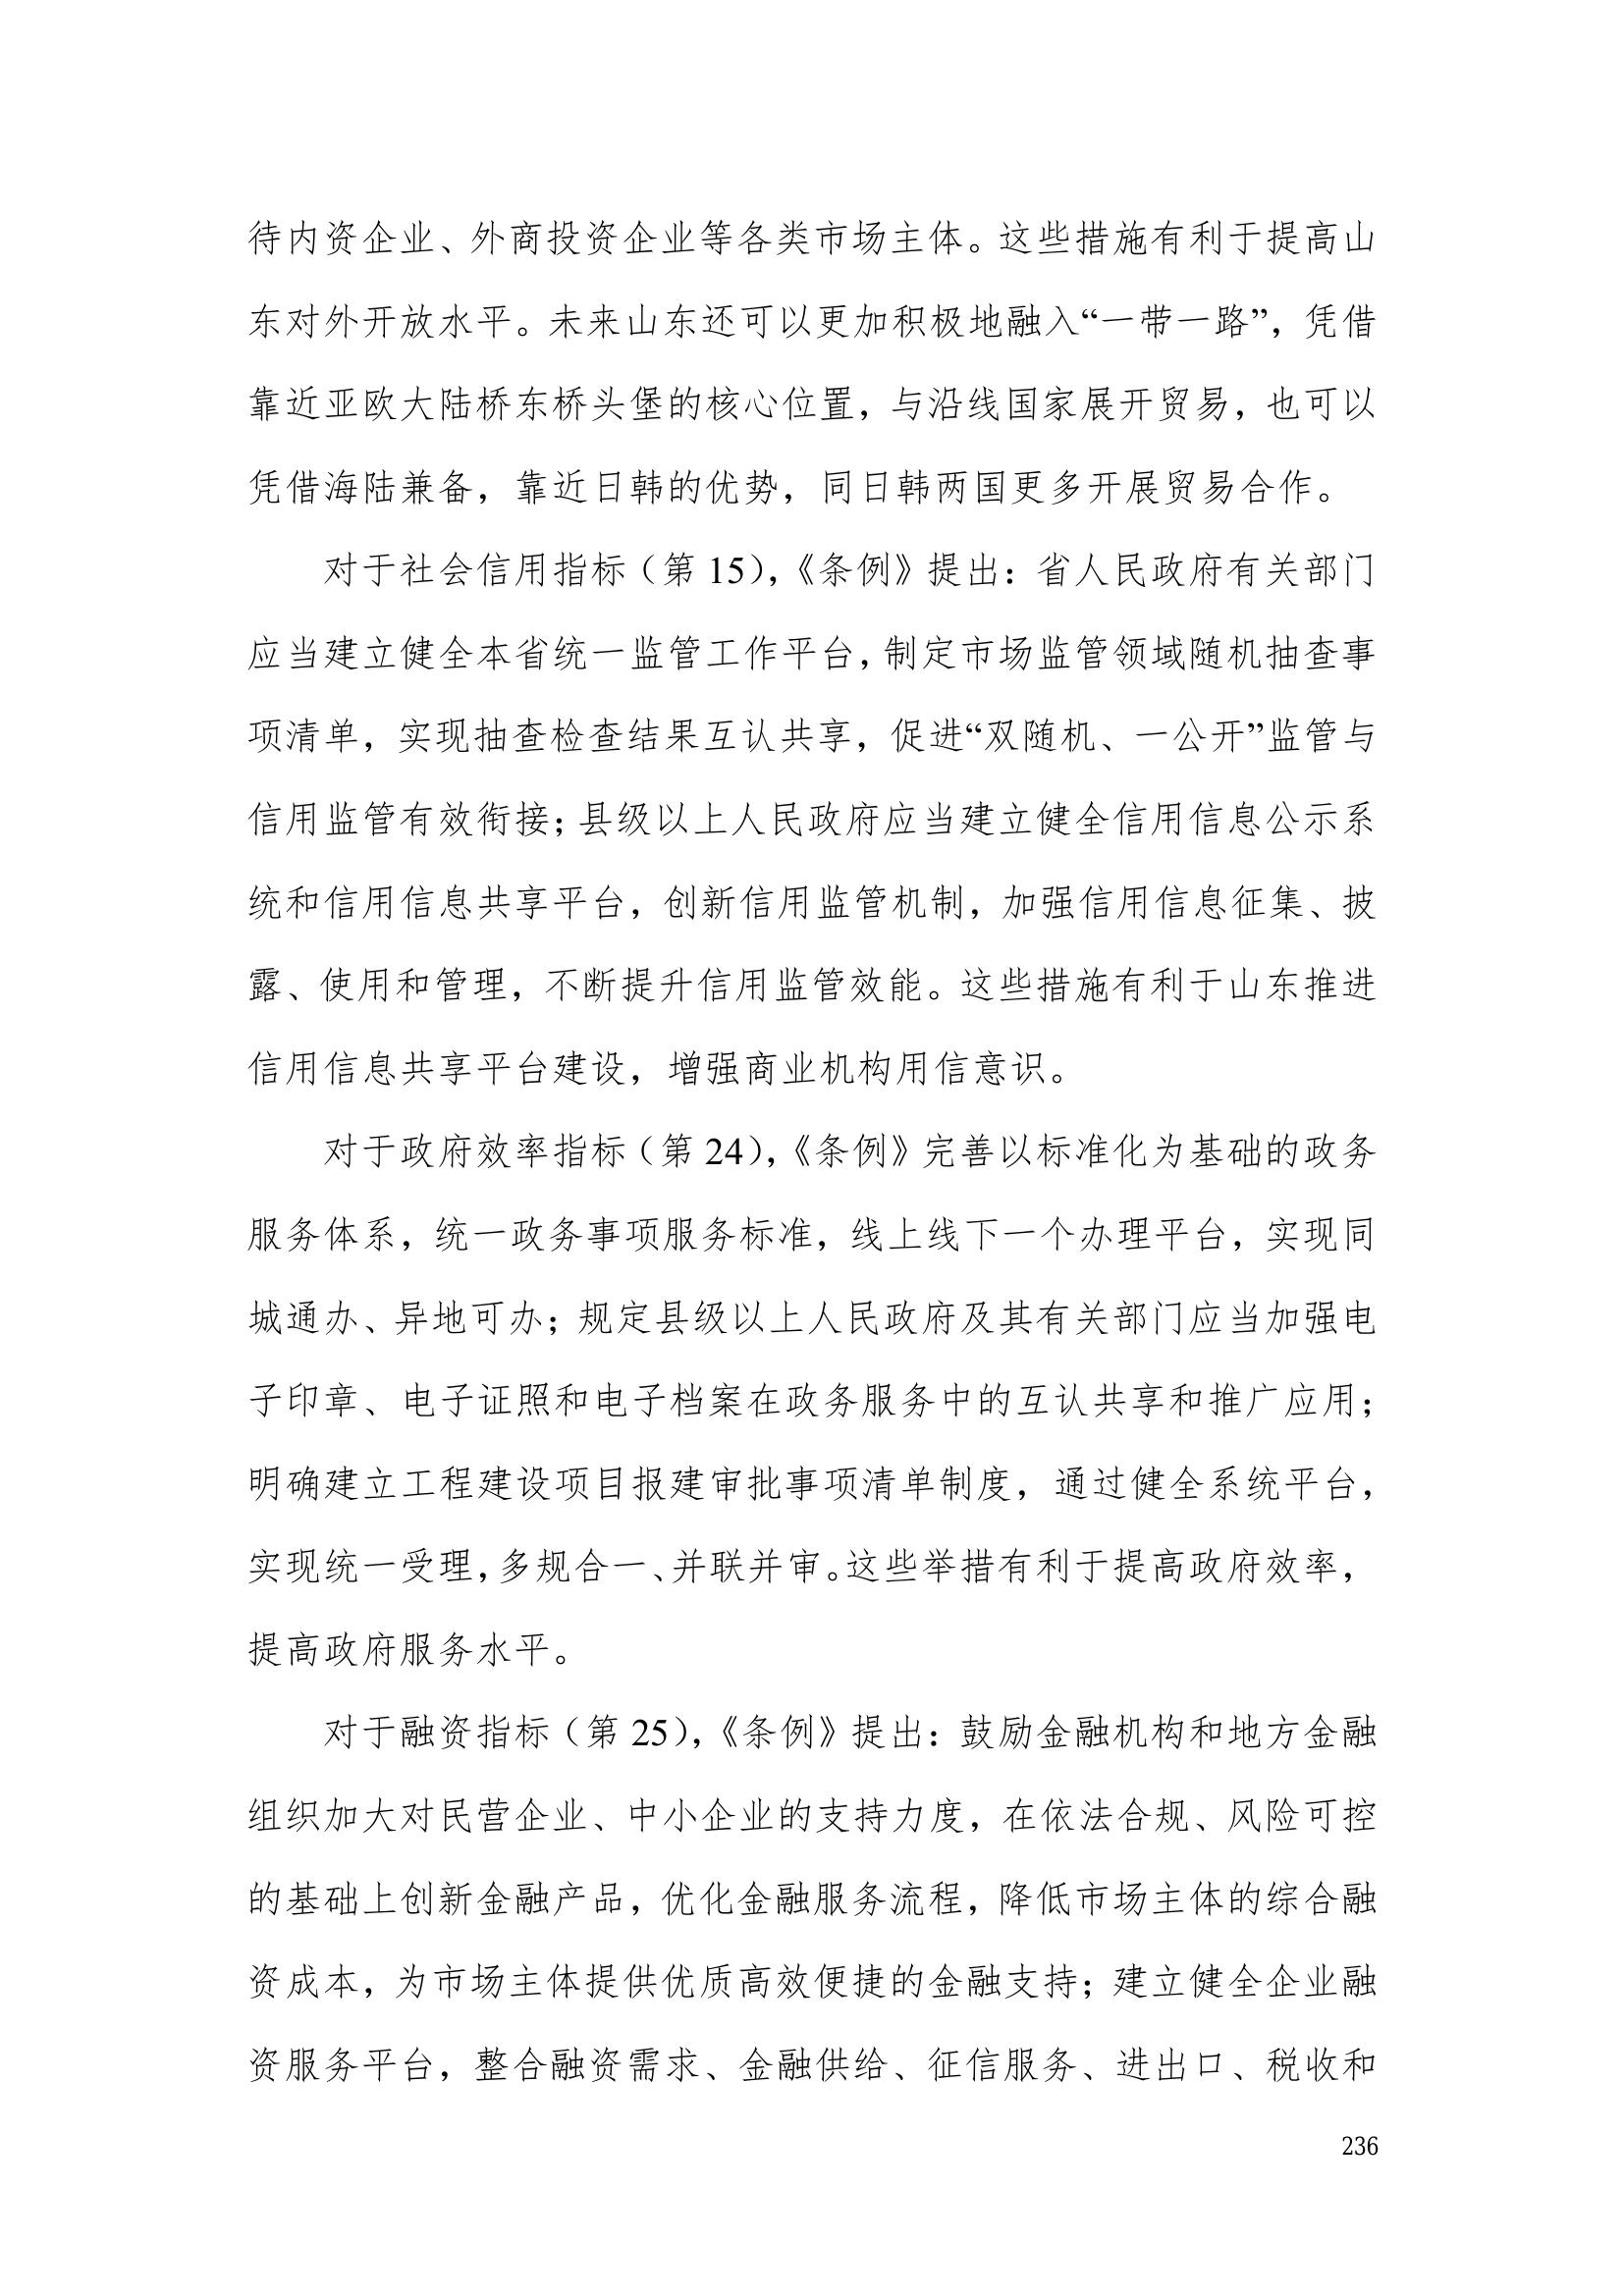 待内资企业、外商投资企业等各类市场主体。这些措施有利于提高山
东对外开放水平。未来山东还可以更加积极地融入“一带一路”，凭借
靠近亚欧大陆桥东桥头堡的核心位置，与沿线国家展开贸易，也可以
凭借海陆兼备，靠近日韩的优势，同日韩两国更多开展贸易合作。
对于社会信用指标（第 15），《条例》提出：省人民政府有关部门
应当建立健全本省统一监管工作平台，制定市场监管领域随机抽查事
项清单，实现抽查检查结果互认共享，促进“双随机、一公开”监管与
信用监管有效衔接；县级以上人民政府应当建立健全信用信息公示系
统和信用信息共享平台，创新信用监管机制，加强信用信息征集、披
露、使用和管理，不断提升信用监管效能。这些措施有利于山东推进
信用信息共享平台建设，增强商业机构用信意识。
对于政府效率指标（第 24），《条例》完善以标准化为基础的政务
服务体系，统一政务事项服务标准，线上线下一个办理平台，实现同
城通办、异地可办；规定县级以上人民政府及其有关部门应当加强电
子印章、电子证照和电子档案在政务服务中的互认共享和推广应用；
明确建立工程建设项目报建审批事项清单制度，通过健全系统平台，
实现统一受理，多规合一、并联并审。这些举措有利于提高政府效率，
提高政府服务水平。
对于融资指标（第 25），《条例》提出：鼓励金融机构和地方金融
组织加大对民营企业、中小企业的支持力度，在依法合规、风险可控
的基础上创新金融产品，优化金融服务流程，降低市场主体的综合融
资成本，为市场主体提供优质高效便捷的金融支持；建立健全企业融
资服务平台，整合融资需求、金融供给、征信服务、进出口、税收和
236